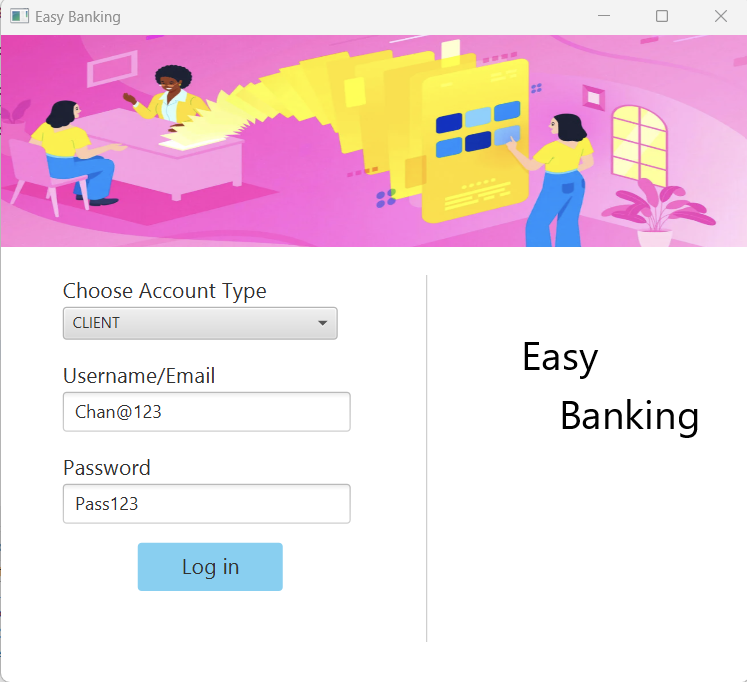 Easy Banking
Choose Account Type
CLIENT
Username/Email
Chan@123
Password
Pass123
Log in
Easy
Banking